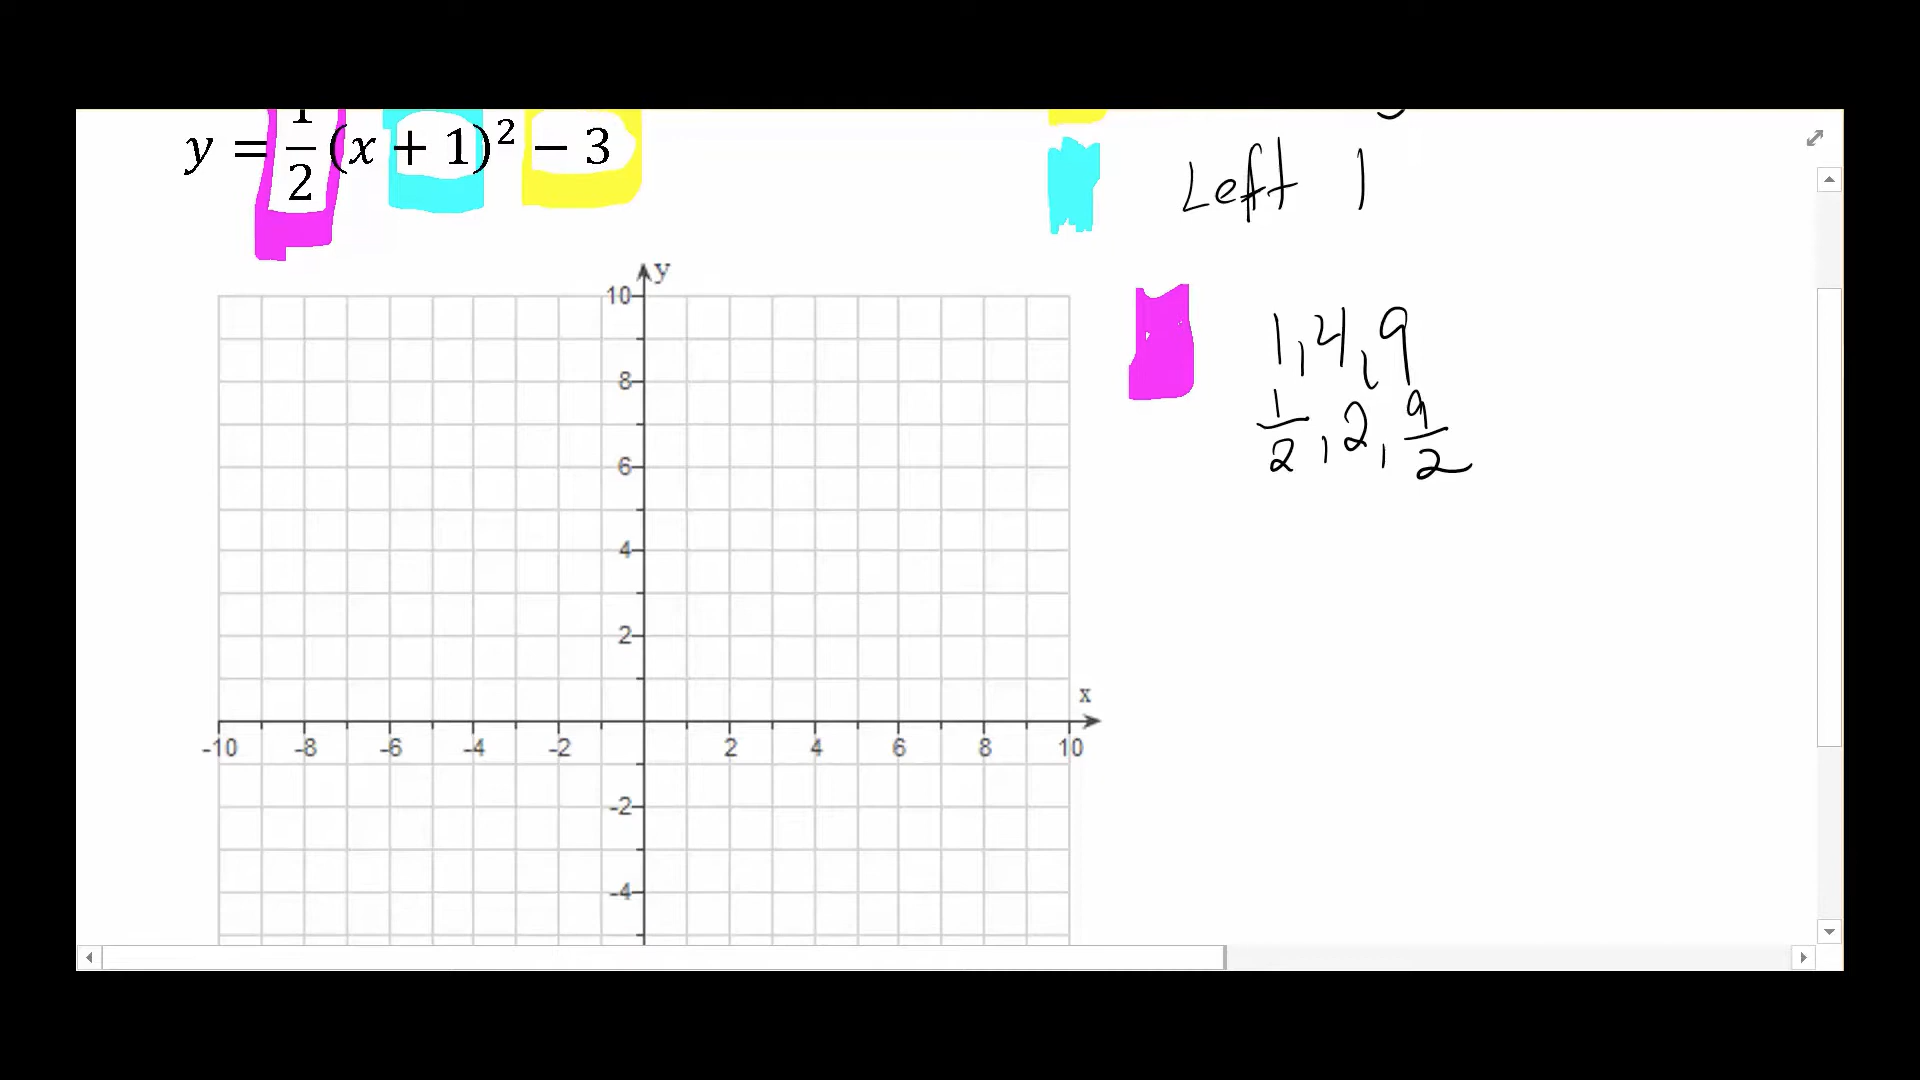 y = 1/2 (x + 1)² − 3
Left 1
1, 4, 9
1/2, 2, 9/2
y
10
8
6
4
2
x
-10 -8 -6 -4 -2 2 4 6 8 10
-2
-4